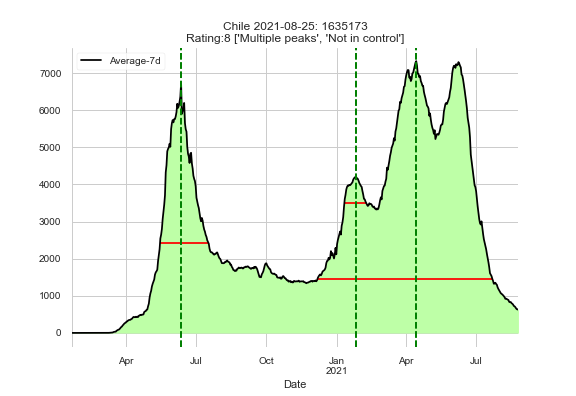 Chile 2021-08-25: 1635173
Rating:8 ['Multiple peaks', 'Not in control']
Average-7d
7000
6000
5000
4000
3000
2000
1000
0
Apr Jul Oct Jan Apr Jul
2021
Date